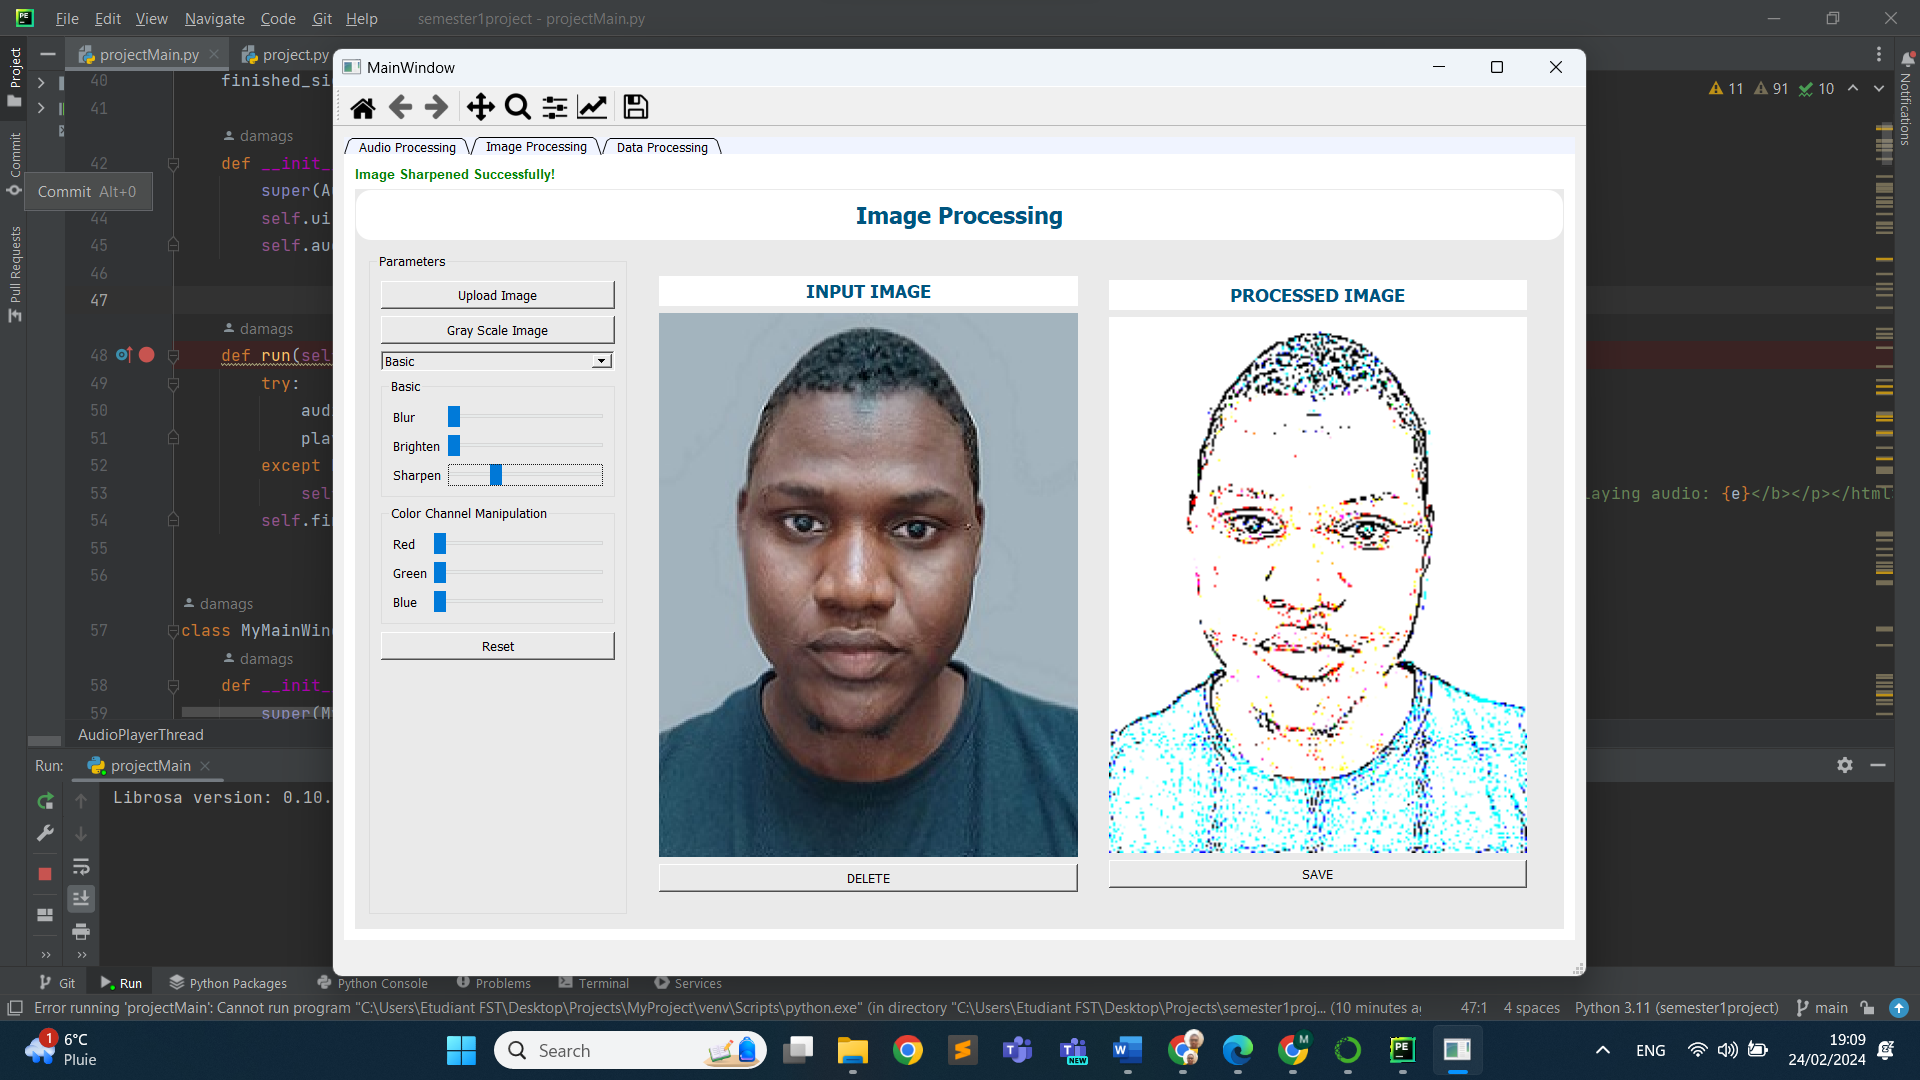 File Edit View Navigate Code Git Help semester1project - projectMain.py
projectMain.py project.py
Project
Commit
Pull Requests
Notifications
Commit Alt+0
11 91 10
40 finished_si
41
damags
42 def __init_
super(A
44 self.ui
45 self.au
46
47
damags
48 def run(sel
49 try:
50 audi
51 pla
52 except
53 sel
54 self.fi
55
56
damags
57 class MyMainWin
damags
58 def __init_
59 super(M
laying audio: {e}</b></p></html
AudioPlayerThread
MainWindow
Audio Processing Image Processing Data Processing
Image Sharpened Successfully!
Image Processing
Parameters
Upload Image
Gray Scale Image
Basic
Basic
Blur
Brighten
Sharpen
Color Channel Manipulation
Red
Green
Blue
Reset
INPUT IMAGE
DELETE
PROCESSED IMAGE
SAVE
Run: projectMain
Librosa version: 0.10.
Git Run Python Packages Python Console Problems Terminal Services
Error running 'projectMain': Cannot run program "C:\Users\Etudiant FST\Desktop\Projects\MyProject\venv\Scripts\python.exe" (in directory "C:\Users\Etudiant FST\Desktop\Projects\semester1proj... (10 minutes ag 47:1 4 spaces Python 3.11 (semester1project) main
1 6°C
Pluie
Search
NEW
M
ENG
19:09
24/02/2024